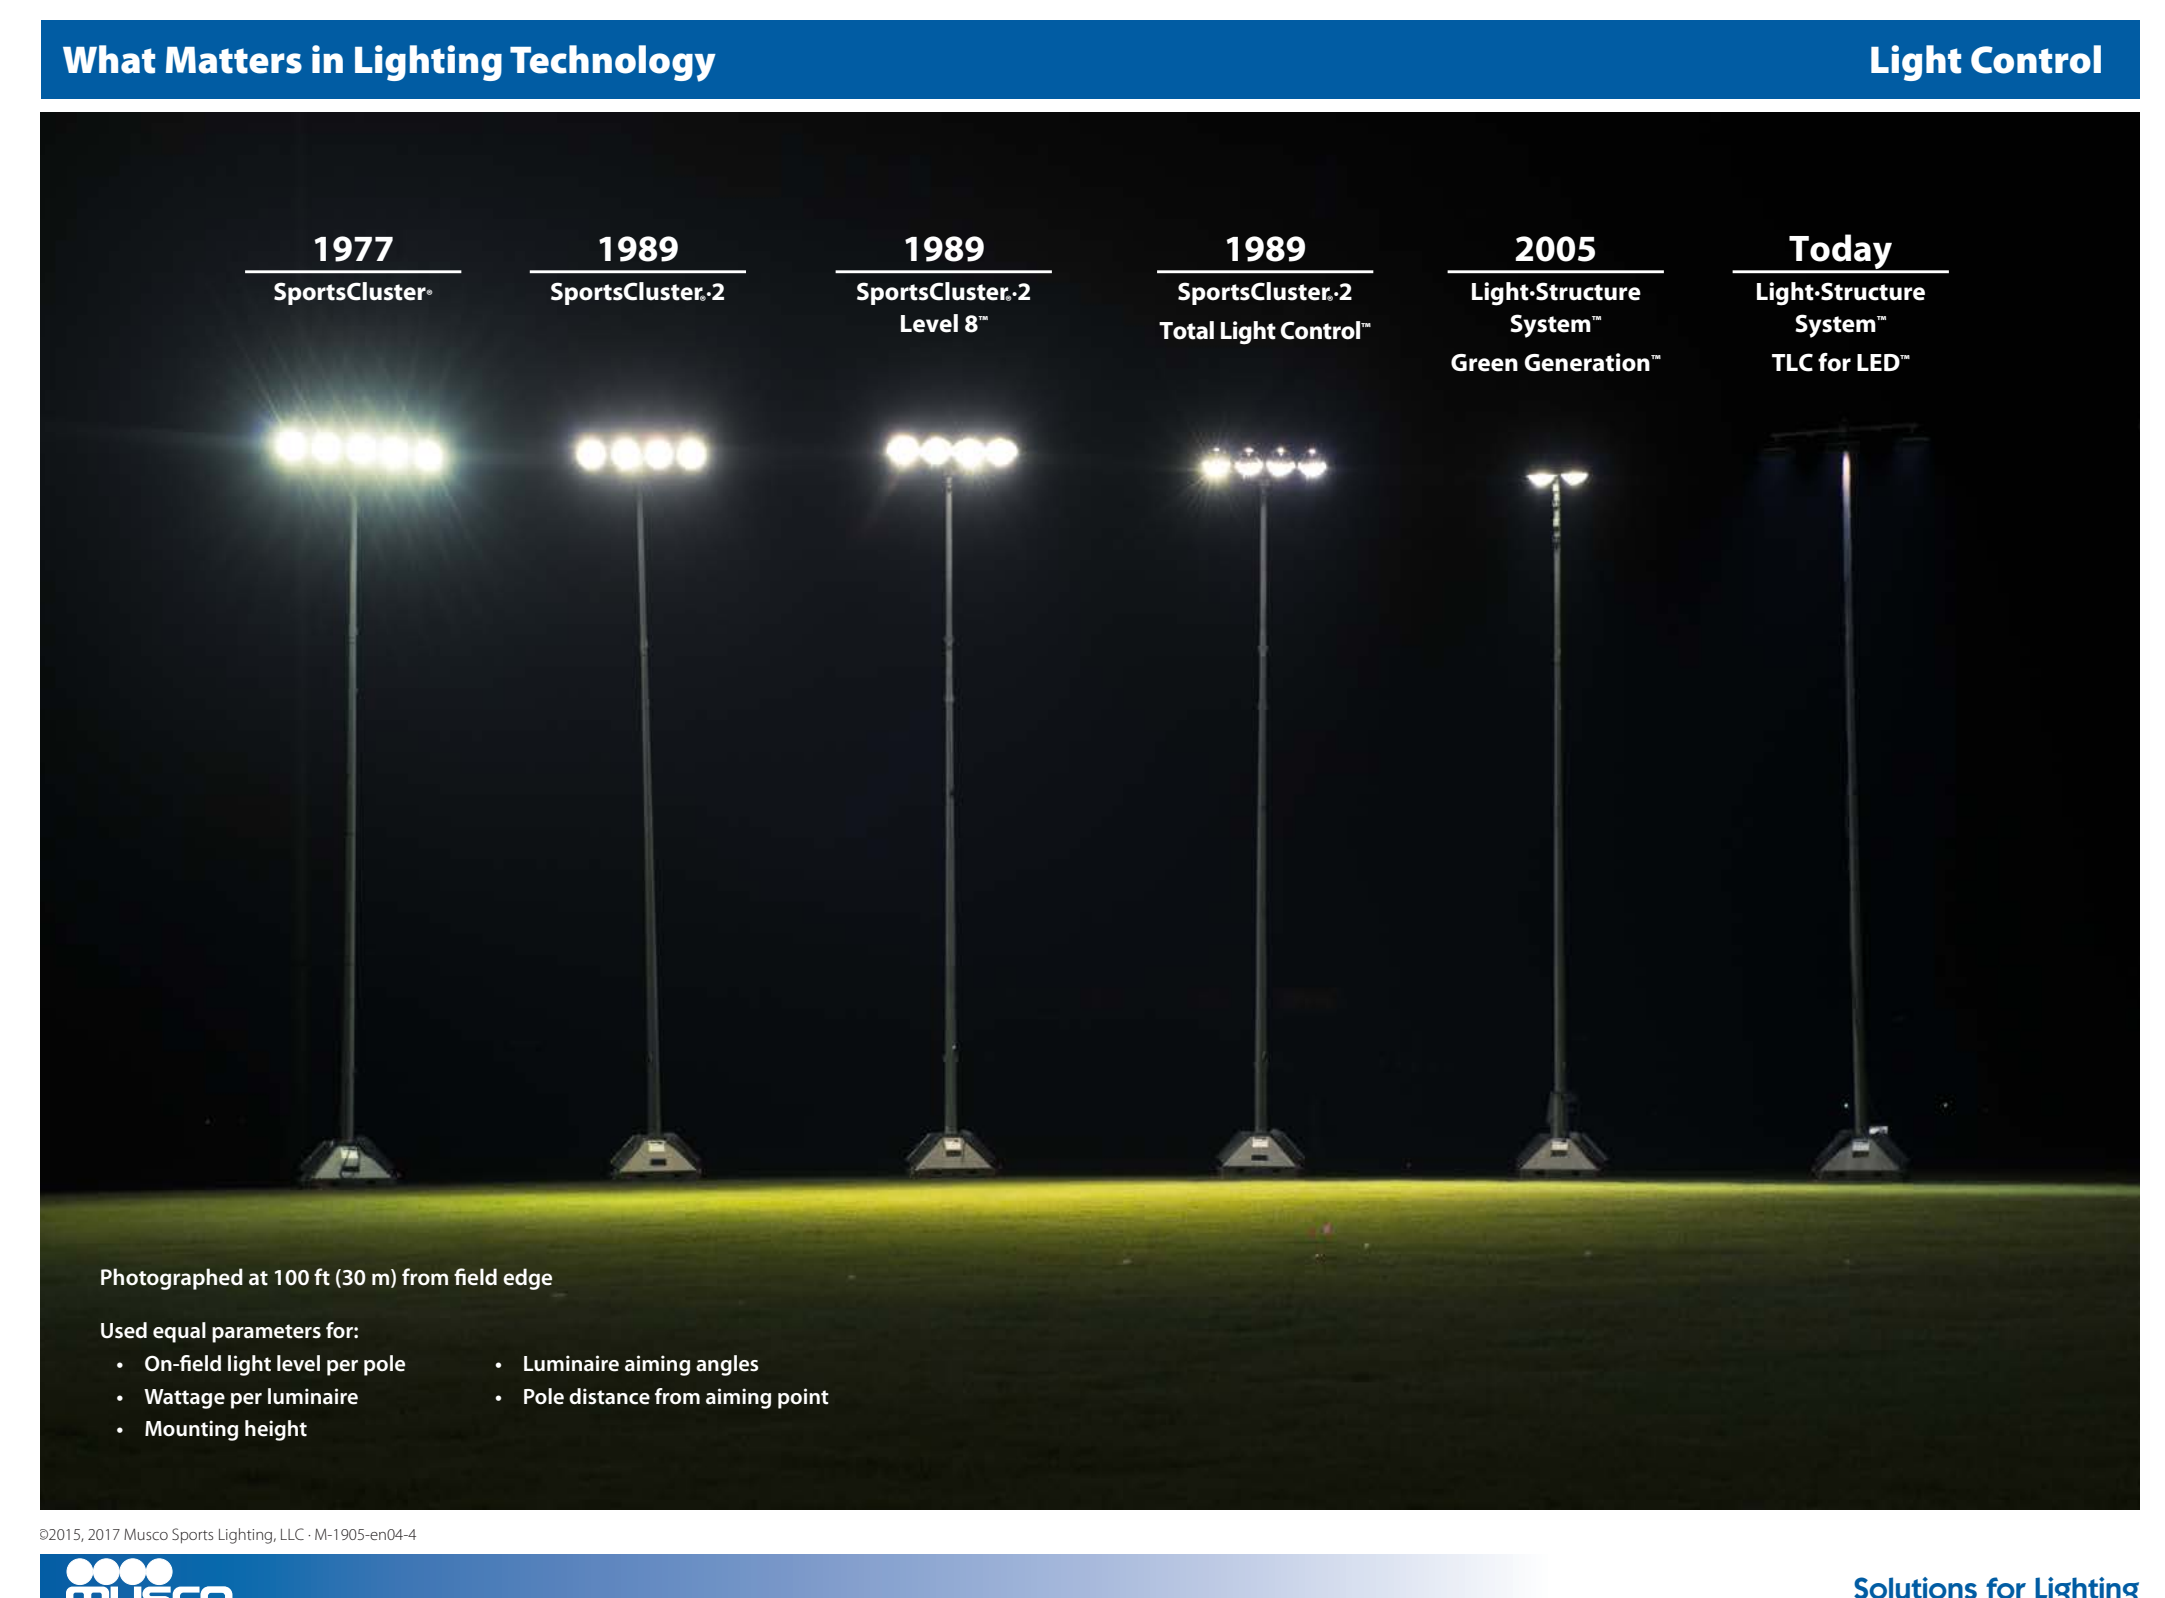 What Matters in Lighting Technology
Light Control
1977
SportsCluster®
1989
SportsCluster®·2
1989
SportsCluster®·2
Level 8™
1989
SportsCluster®·2
Total Light Control™
2005
Light·Structure
System™
Green Generation™
Today
Light·Structure
System™
TLC for LED™
Photographed at 100 ft (30 m) from field edge
Used equal parameters for:
• On-field light level per pole
• Wattage per luminaire
• Mounting height
• Luminaire aiming angles
• Pole distance from aiming point
©2015, 2017 Musco Sports Lighting, LLC · M-1905-en04-4
musco
Solutions for Lighting